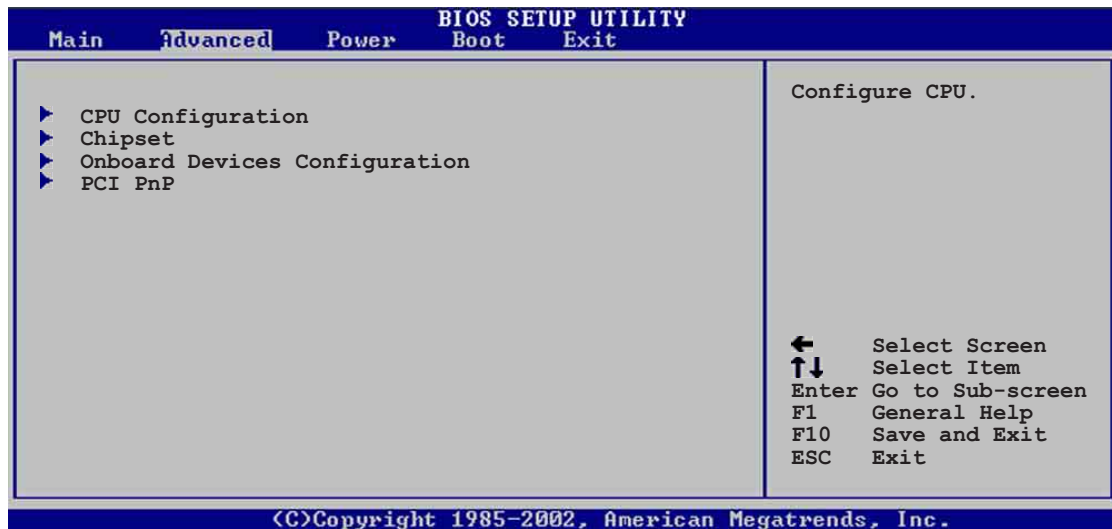 BIOS SETUP UTILITY
Main Advanced Power Boot Exit
CPU Configuration
Chipset
Onboard Devices Configuration
PCI PnP
Configure CPU.
← Select Screen
↑↓ Select Item
Enter Go to Sub-screen
F1 General Help
F10 Save and Exit
ESC Exit
(C)Copyright 1985-2002, American Megatrends, Inc.